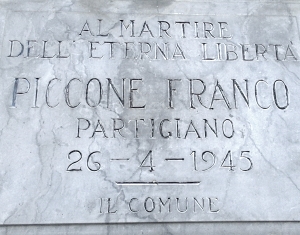 AL MARTIRE
DELL'ETERNA LIBERTÀ
PICCONE FRANCO
PARTIGIANO
26-4-1945
IL COMUNE